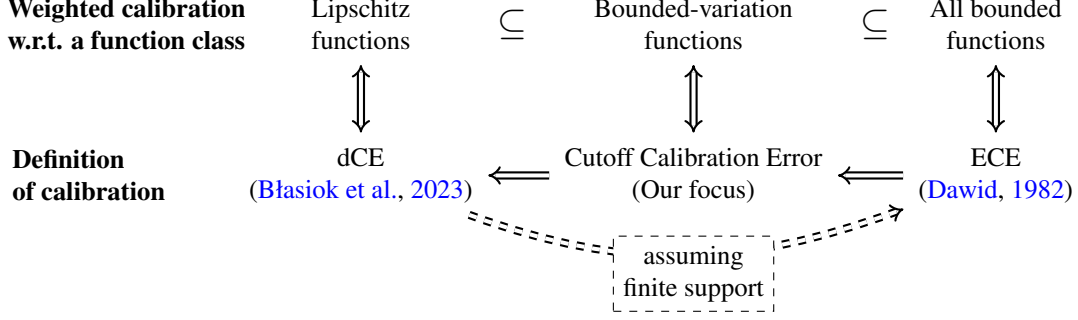 Weighted calibration Lipschitz ⊆ Bounded-variation ⊆ All bounded
w.r.t. a function class functions functions functions
Definition dCE Cutoff Calibration Error ECE
of calibration (Błasiok et al., 2023) (Our focus) (Dawid, 1982)
assuming
finite support